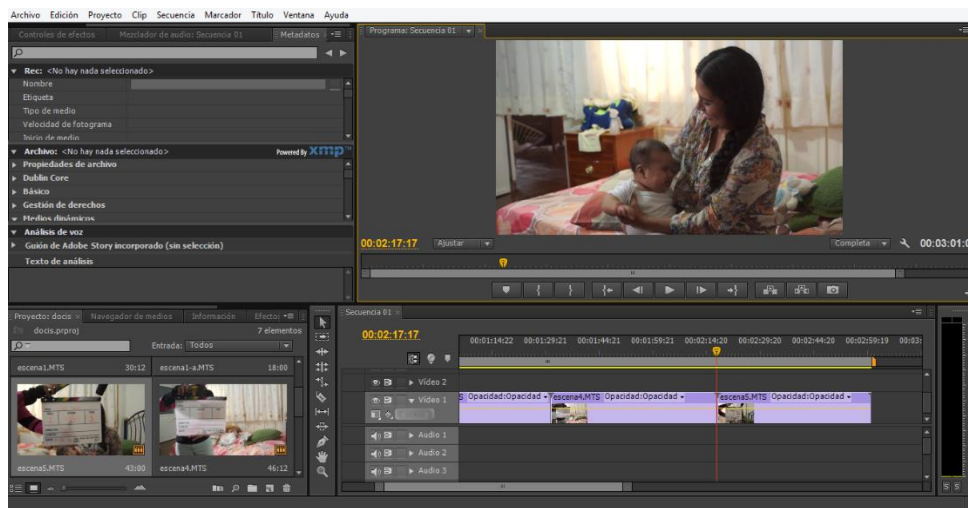 Archivo Edición Proyecto Clip Secuencia Marcador Título Ventana Ayuda
Controles de efectos Mezclador de audio: Secuencia 01 Metadatos
Programa: Secuencia 01
Rec: <No hay nada seleccionado>
Nombre
Etiqueta
Tipo de medio
Velocidad de fotograma
Inicio de medio
Archivo: <No hay nada seleccionado> Powered By xmp
Propiedades de archivo
Dublin Core
Básico
Gestión de derechos
Medios dinámicos
Análisis de voz
Guión de Adobe Story incorporado (sin selección)
Texto de análisis
00:02:17:17 Ajustar Completa 00:03:01:0
Proyecto: docis Navegador de medios Información Efectos
docis.prproj 7 elementos
Entrada: Todos
escena1.MTS 30:12 escena1-a.MTS 18:00
escena5.MTS 43:00 escena4.MTS 46:12
Secuencia 01
00:02:17:17
00:01:14:22 00:01:29:21 00:01:44:21 00:01:59:21 00:02:14:20 00:02:29:20 00:02:44:20 00:02:59:19 00:03:
Vídeo 2
Vídeo 1
S Opacidad:Opacidad escena4.MTS Opacidad:Opacidad escena5.MTS Opacidad:Opacidad
Audio 1
Audio 2
Audio 3
S S